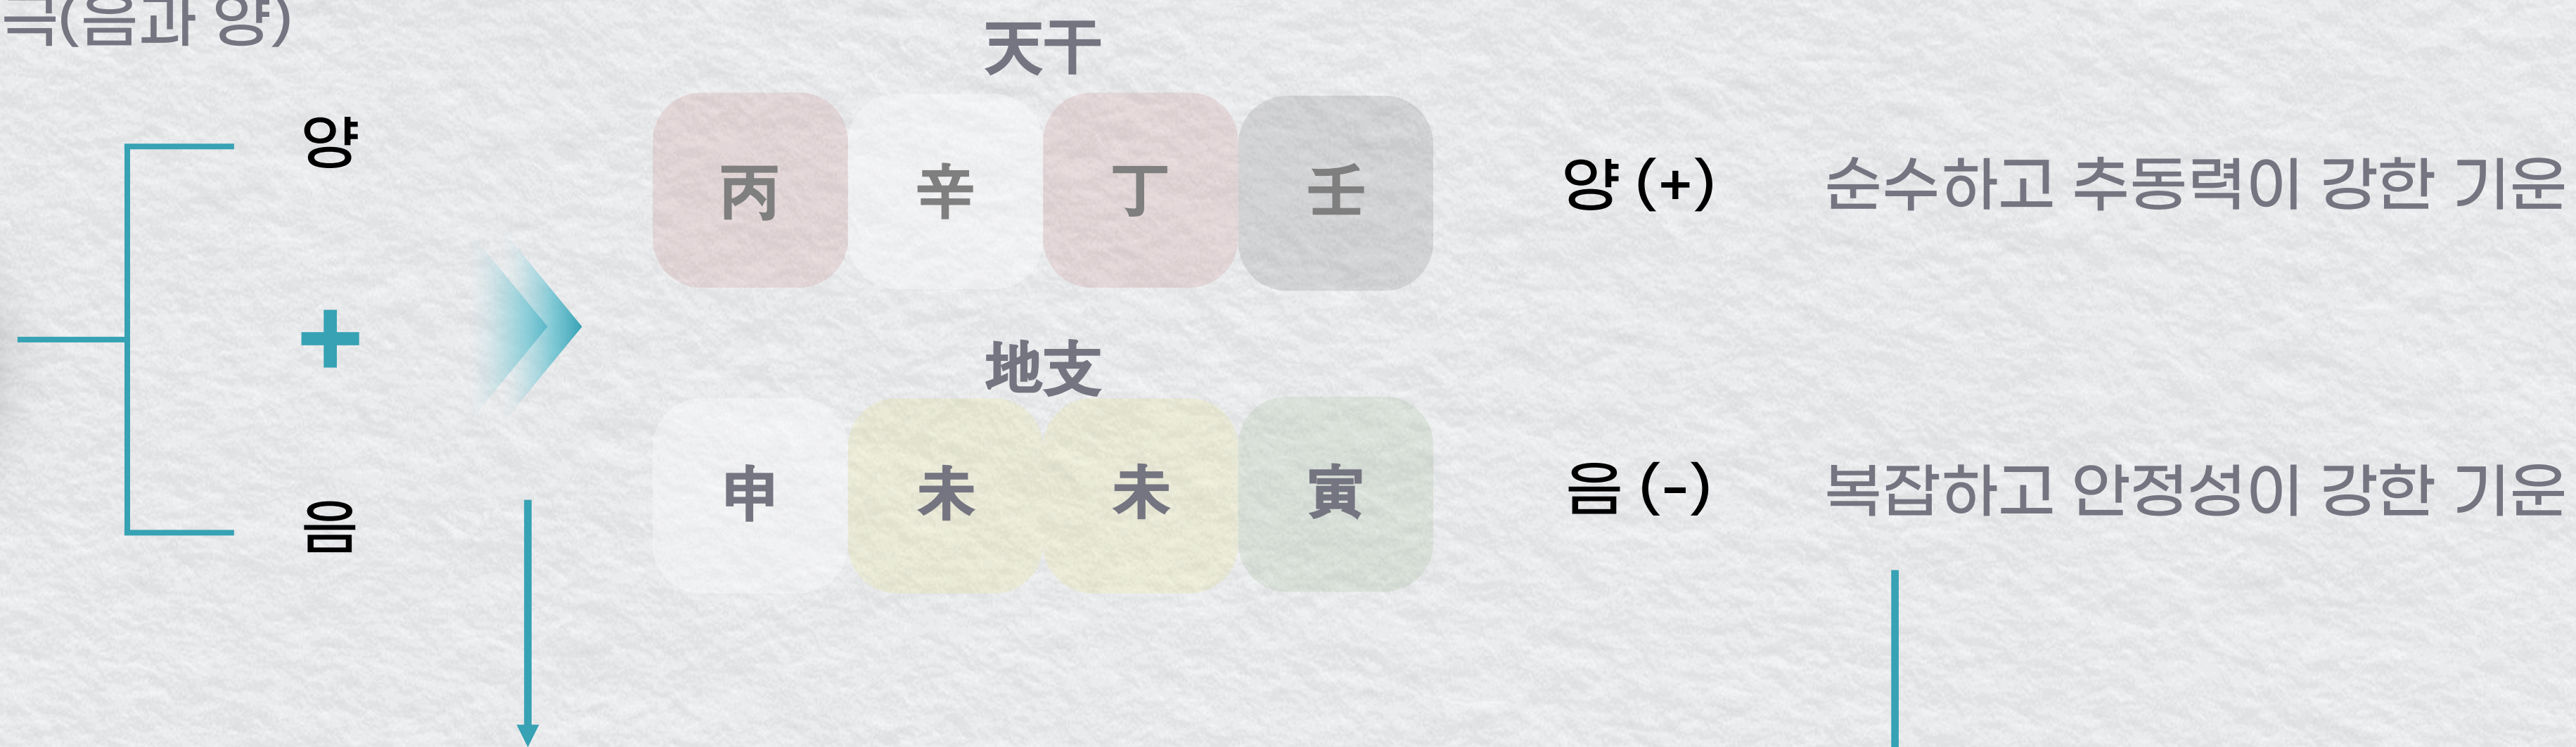 극(음과 양)
天干
양
丙 辛 丁 壬
양 (+) 순수하고 추동력이 강한 기운
+
地支
申 未 未 寅
음 (-) 복잡하고 안정성이 강한 기운
음